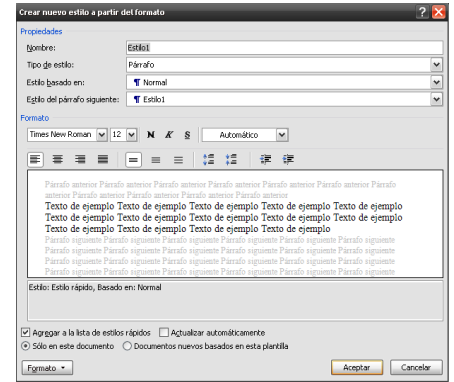 Crear nuevo estilo a partir del formato
Propiedades
Nombre: Estilo1
Tipo de estilo: Párrafo
Estilo basado en: ¶ Normal
Estilo del párrafo siguiente: ¶ Estilo1
Formato
Times New Roman 12 N K S Automático
Párrafo anterior Párrafo anterior Párrafo anterior Párrafo anterior Párrafo anterior Párrafo
anterior Párrafo anterior Párrafo anterior Párrafo anterior Párrafo anterior
Texto de ejemplo Texto de ejemplo Texto de ejemplo Texto de ejemplo Texto de ejemplo
Texto de ejemplo Texto de ejemplo Texto de ejemplo Texto de ejemplo Texto de ejemplo
Texto de ejemplo Texto de ejemplo Texto de ejemplo Texto de ejemplo
Párrafo siguiente Párrafo siguiente Párrafo siguiente Párrafo siguiente Párrafo siguiente
Párrafo siguiente Párrafo siguiente Párrafo siguiente Párrafo siguiente Párrafo siguiente
Párrafo siguiente Párrafo siguiente Párrafo siguiente Párrafo siguiente Párrafo siguiente
Párrafo siguiente Párrafo siguiente Párrafo siguiente Párrafo siguiente Párrafo siguiente
Estilo: Estilo rápido, Basado en: Normal
Agregar a la lista de estilos rápidos Actualizar automáticamente
Sólo en este documento Documentos nuevos basados en esta plantilla
Formato Aceptar Cancelar